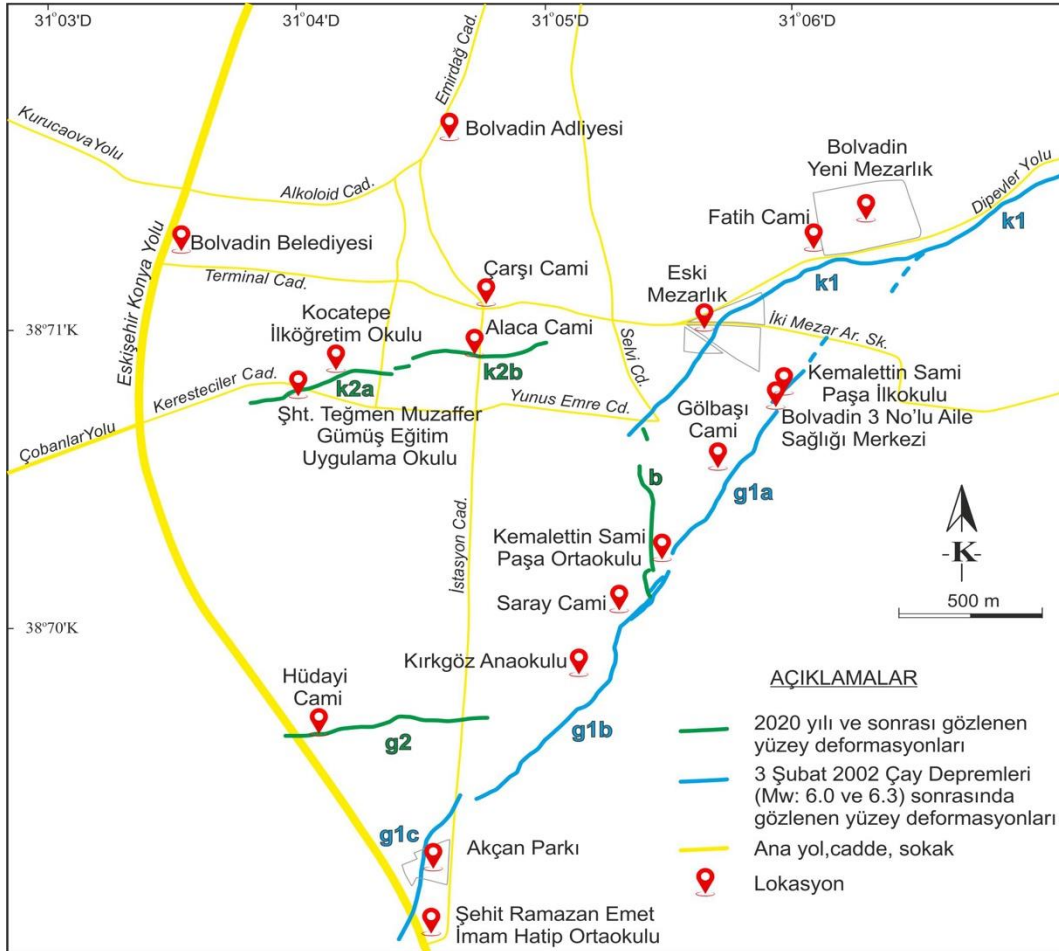 31°03'D
31°04'D
31°05'D
31°06'D
Emirdağ Cad.
KurucaovaYolu
Bolvadin Adliyesi
Bolvadin
Yeni Mezarlık
Dipevler Yolu
Alkoloid Cad.
Fatih Cami
k1
Bolvadin Belediyesi
Eskişehir Konya Yolu
Terminal Cad.
Çarşı Cami
Eski
Mezarlık
k1
Kocatepe
İlköğretim Okulu
Alaca Cami
Selvi Cd.
İki Mezar Ar. Sk.
38°71'K
k2a
k2b
Keresteciler Cad.
Yunus Emre Cd.
Kemalettin Sami
Paşa İlkokulu
Bolvadin 3 No'lu Aile
Sağlığı Merkezi
Şht. Teğmen Muzaffer
Gümüş Eğitim
Uygulama Okulu
ÇobanlarYolu
Gölbaşı
Cami
b
g1a
İstasyon Cad.
Kemalettin Sami
Paşa Ortaokulu
-K-
Saray Cami
500 m
38°70'K
Kırkgöz Anaokulu
Hüdayi
Cami
g2
g1b
AÇIKLAMALAR
2020 yılı ve sonrası gözlenen
yüzey deformasyonları
3 Şubat 2002 Çay Depremleri
(Mw: 6.0 ve 6.3) sonrasında
gözlenen yüzey deformasyonları
Ana yol,cadde, sokak
Lokasyon
g1c
Akçan Parkı
Şehit Ramazan Emet
İmam Hatip Ortaokulu